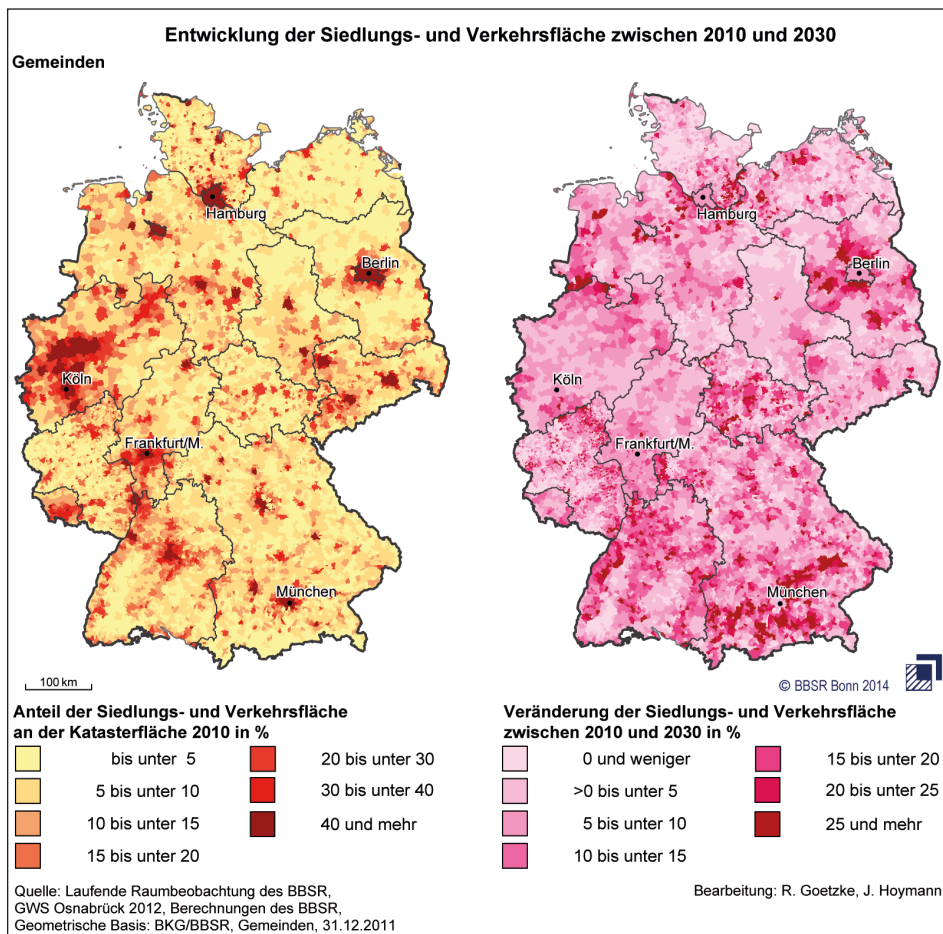 Entwicklung der Siedlungs- und Verkehrsfläche zwischen 2010 und 2030
Gemeinden
Hamburg
Berlin
Köln
Frankfurt/M.
München
100 km
Hamburg
Berlin
Köln
Frankfurt/M.
München
© BBSR Bonn 2014
Anteil der Siedlungs- und Verkehrsfläche
an der Katasterfläche 2010 in %
bis unter 5
5 bis unter 10
10 bis unter 15
15 bis unter 20
20 bis unter 30
30 bis unter 40
40 und mehr
Veränderung der Siedlungs- und Verkehrsfläche
zwischen 2010 und 2030 in %
0 und weniger
>0 bis unter 5
5 bis unter 10
10 bis unter 15
15 bis unter 20
20 bis unter 25
25 und mehr
Quelle: Laufende Raumbeobachtung des BBSR,
GWS Osnabrück 2012, Berechnungen des BBSR,
Geometrische Basis: BKG/BBSR, Gemeinden, 31.12.2011
Bearbeitung: R. Goetzke, J. Hoymann